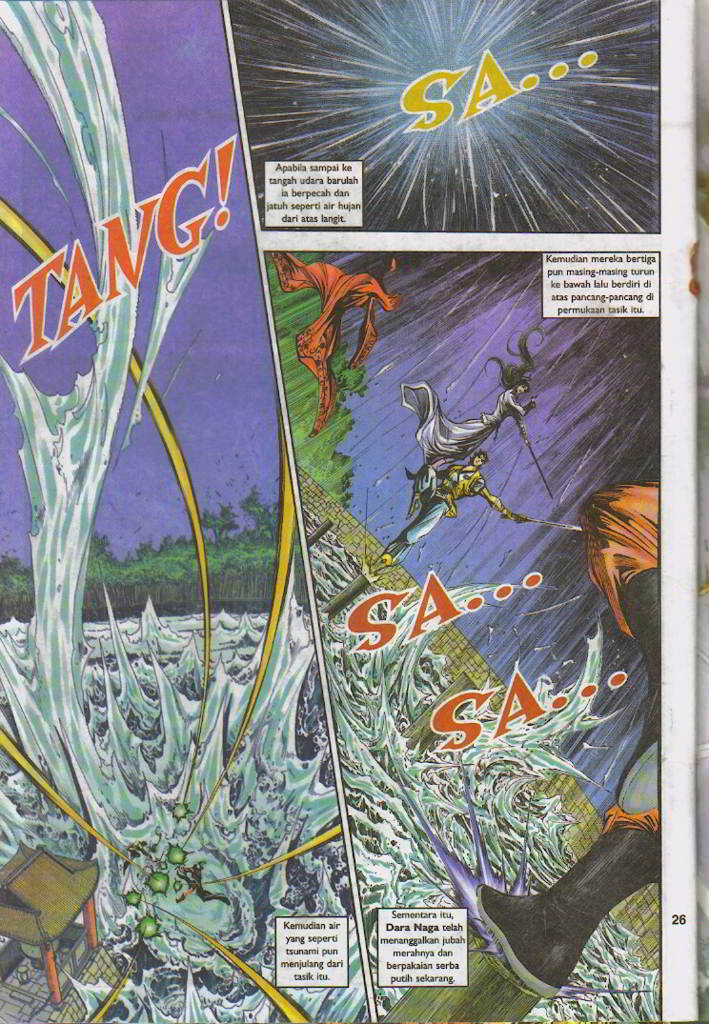 TANG!
Kemudian air
yang seperti
tsunami pun
menjulang dari
tasik itu.
SA...
Apabila sampai ke
tangah udara barulah
ia berpecah dan
jatuh seperti air hujan
dari atas langit.
Kemudian mereka bertiga
pun masing-masing turun
ke bawah lalu berdiri di
atas pancang-pancang di
permukaan tasik itu.
SA...
SA...
Sementara itu,
Dara Naga telah
menanggalkan jubah
merahnya dan
berpakaian serba
putih sekarang.
26